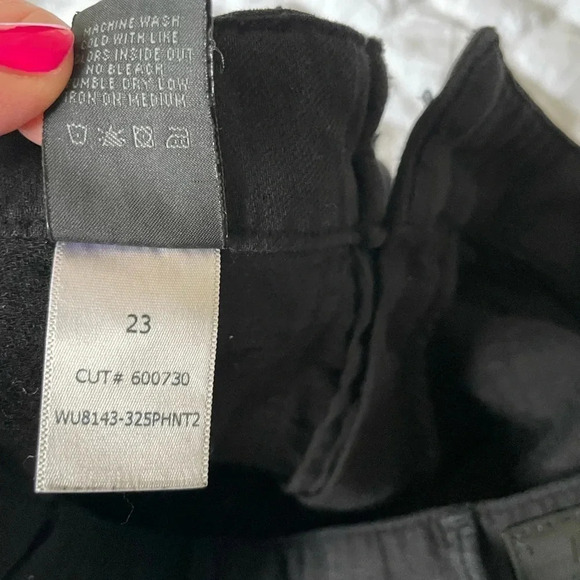 MACHINE WASH
COLD WITH LIKE
COLORS INSIDE OUT
NO BLEACH
TUMBLE DRY LOW
IRON ON MEDIUM
23
CUT# 600730
WU8143-325PHNT2